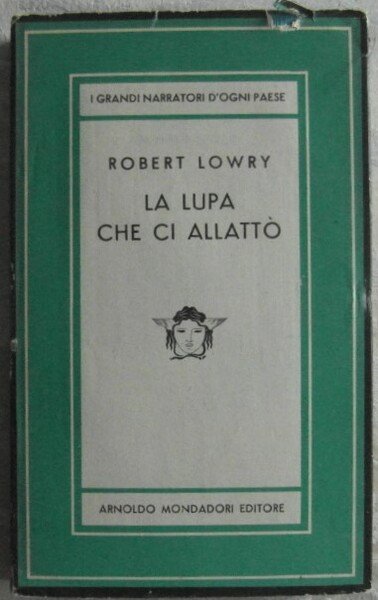 I GRANDI NARRATORI D'OGNI PAESE
ROBERT LOWRY
LA LUPA
CHE CI ALLATTÒ
ARNOLDO MONDADORI EDITORE